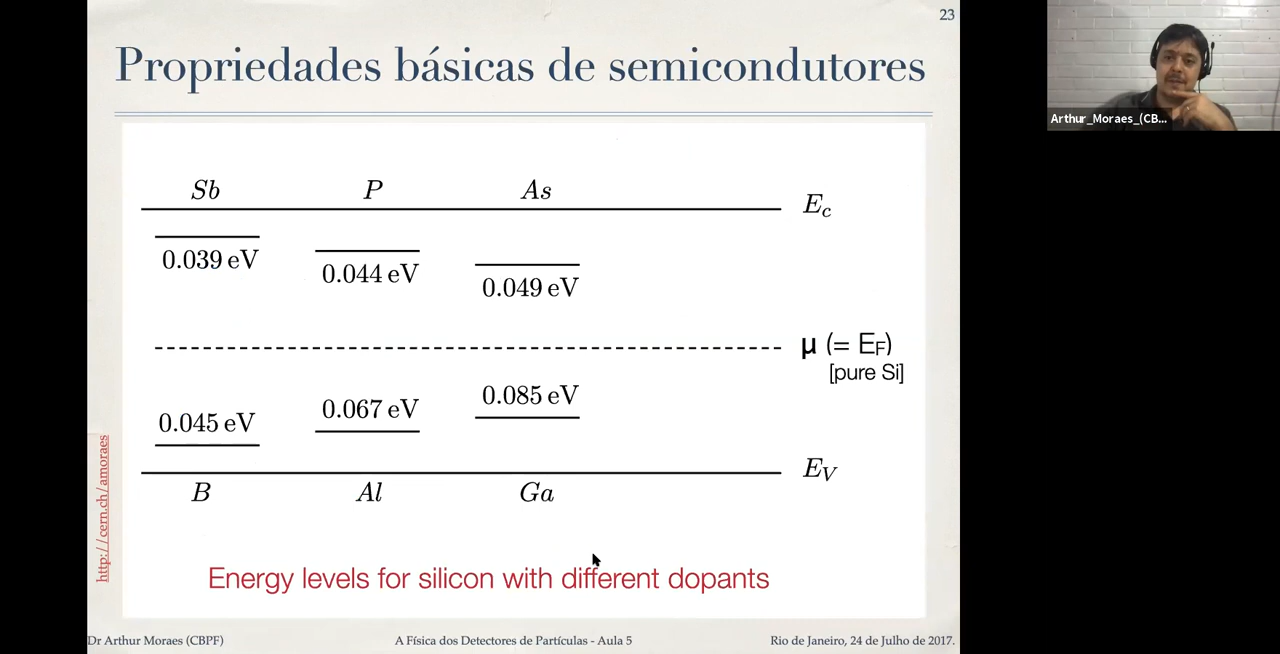 23
Propriedades básicas de semicondutores
Arthur_Moraes_(CB...
Sb P As
E_c
0.039 eV
0.044 eV
0.049 eV
μ (= E_F)
[pure Si]
0.085 eV
0.067 eV
0.045 eV
E_V
B Al Ga
http://cern.ch/amoraes
Energy levels for silicon with different dopants
Dr Arthur Moraes (CBPF) A Física dos Detectores de Partículas - Aula 5 Rio de Janeiro, 24 de Julho de 2017.